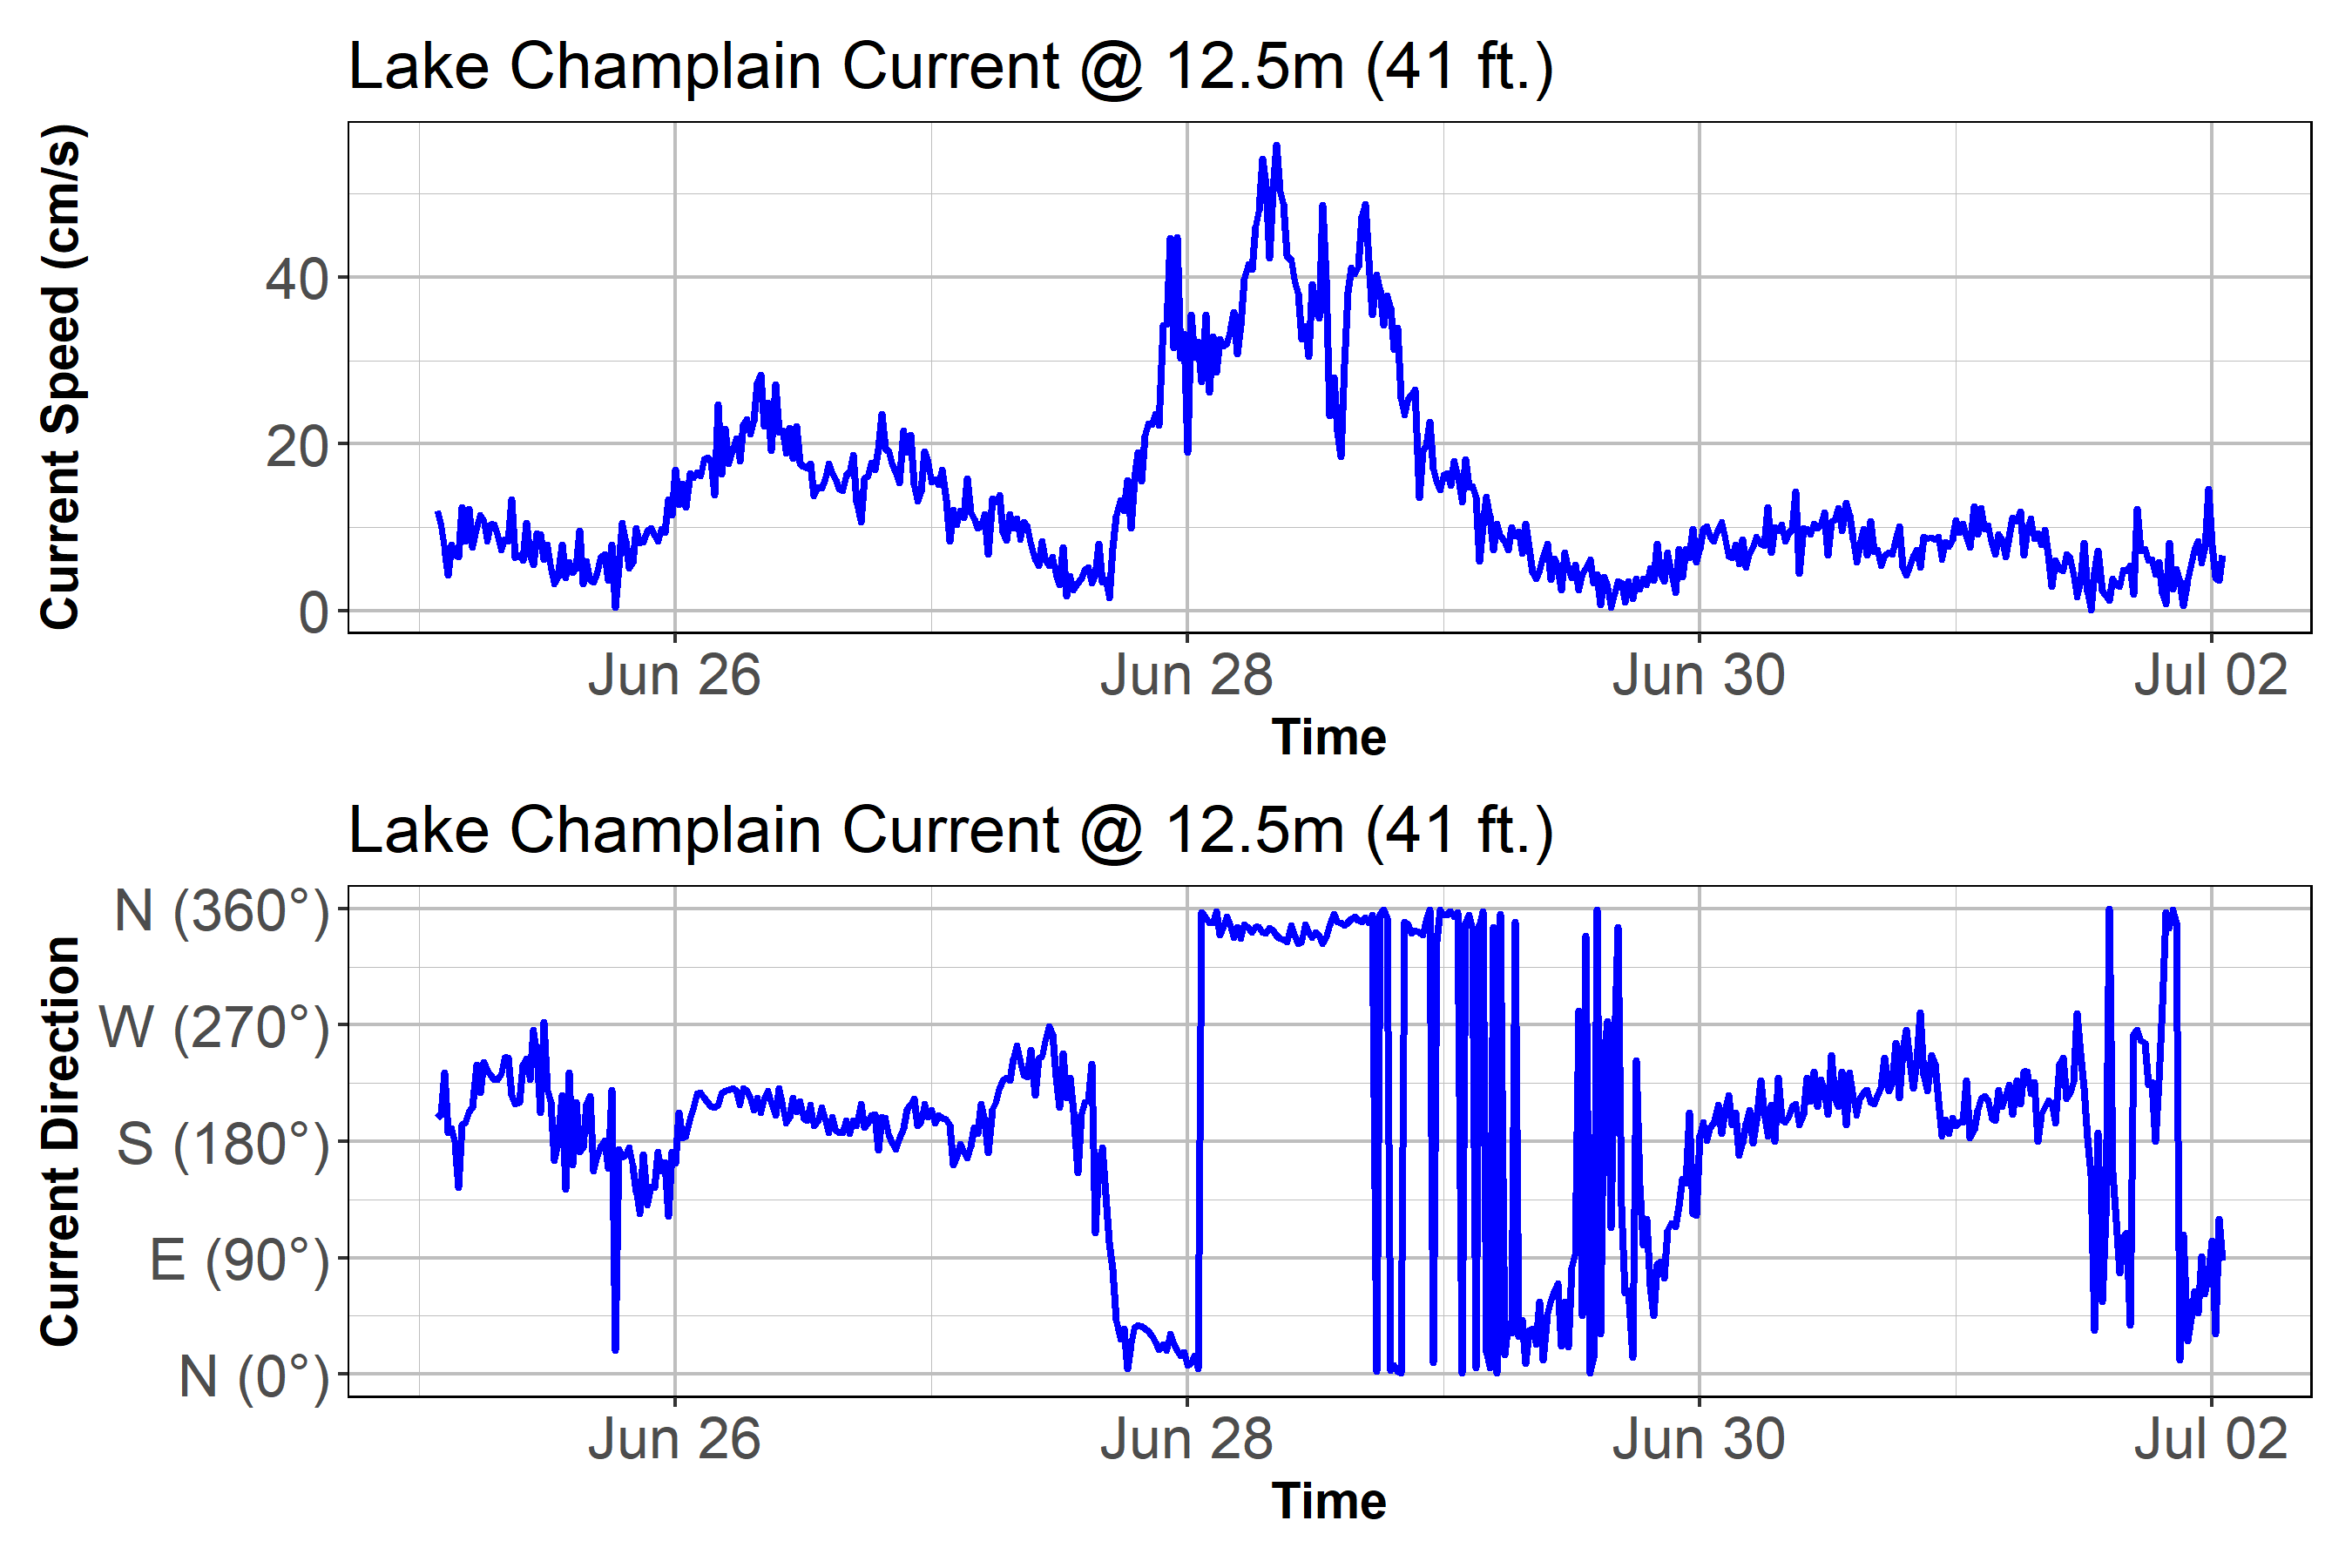 Lake Champlain Current @ 12.5m (41 ft.)
Current Speed (cm/s)
40
20
0
Jun 26 Jun 28 Jun 30 Jul 02
Time
Lake Champlain Current @ 12.5m (41 ft.)
Current Direction
N (360°)
W (270°)
S (180°)
E (90°)
N (0°)
Jun 26 Jun 28 Jun 30 Jul 02
Time